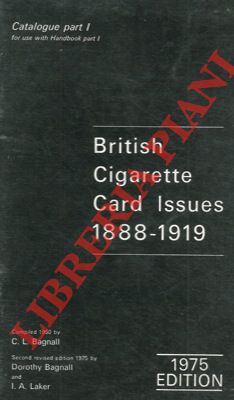 Catalogue part I
for use with Handbook part I
British
Cigarette
Card Issues
1888-1919
LIBRERIA PIANI
Compiled 1950 by
C. L. Bagnall
Second revised edition 1975 by
Dorothy Bagnall
and
I. A. Laker
1975
EDITION